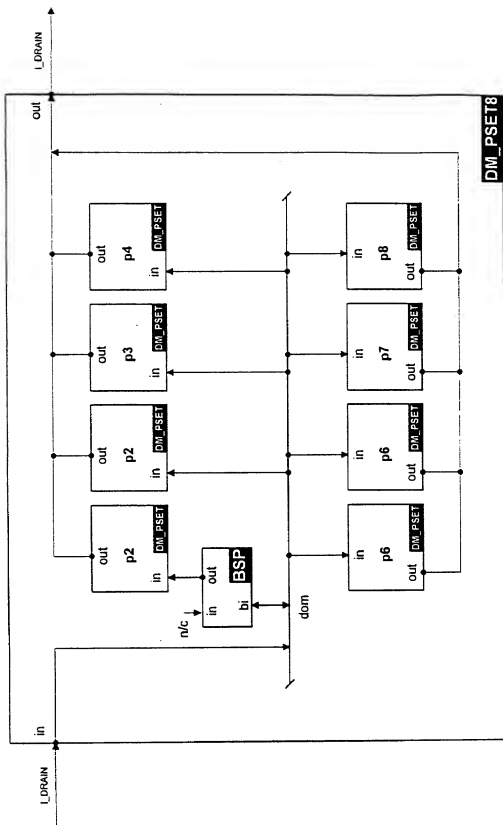 I_DRAIN
out
DM_PSET8
out
p4
in
DM_PSET
out
p3
in
DM_PSET
out
p2
in
DM_PSET
out
p2
in
DM_PSET
in
p8
out
DM_PSET
in
p7
out
DM_PSET
in
p6
out
DM_PSET
in
p6
out
DM_PSET
n/c
in
out
bi
BSP
dom
in
I_DRAIN